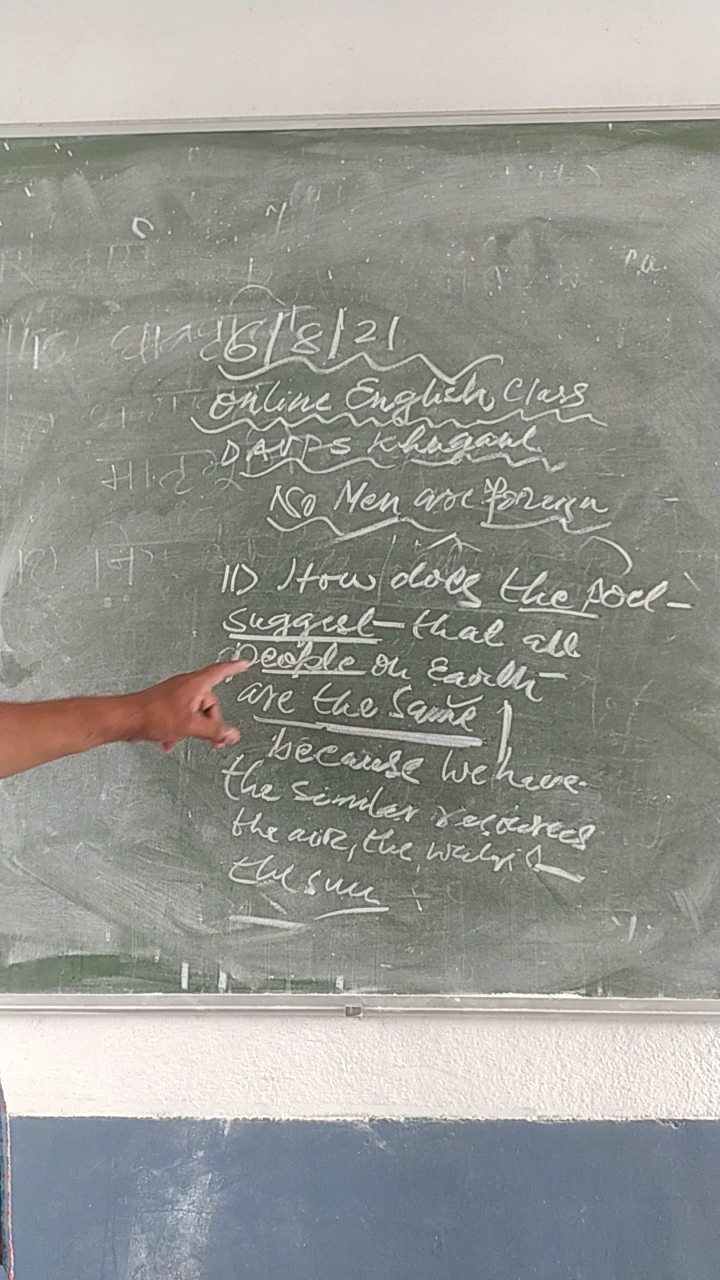 6/8/21
Online English Class
DAVPS Khagaul
No Men are Foreign
11) How does the Poet
suggest that all
People on Earth
are the same
because we have
the similar resources
the air, the water &
the sun